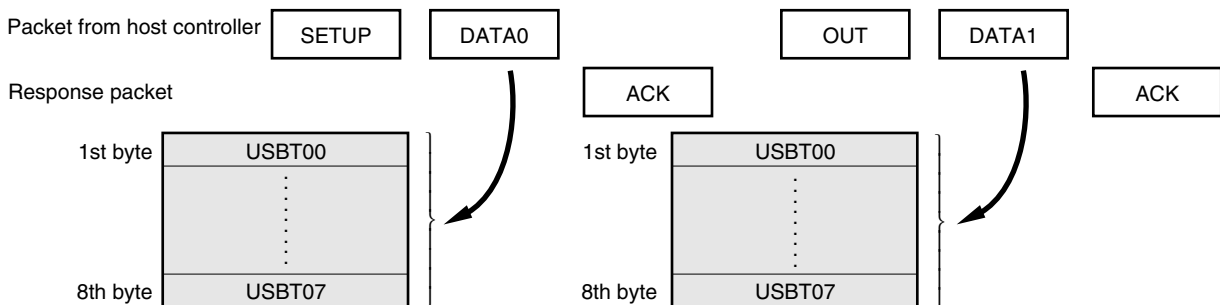 Packet from host controller SETUP DATA0 OUT DATA1
Response packet ACK ACK
1st byte USBT00 1st byte USBT00
8th byte USBT07 8th byte USBT07